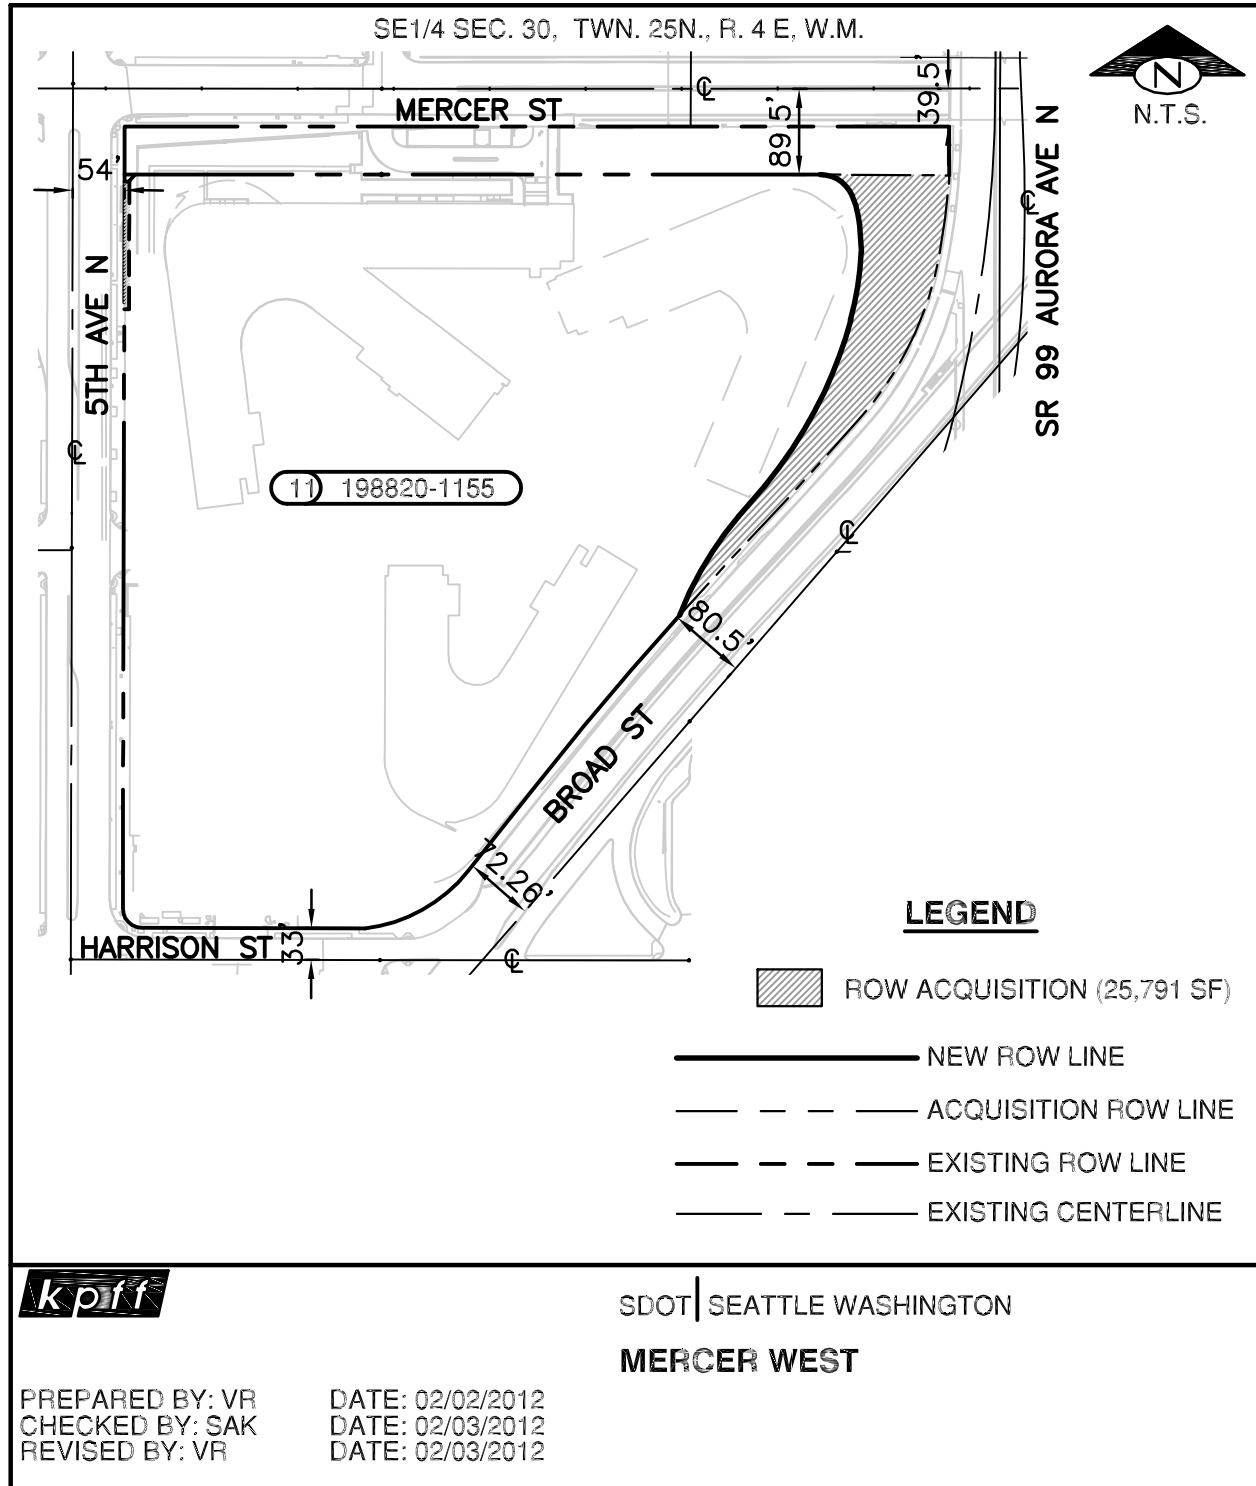 SE1/4 SEC. 30, TWN. 25N., R. 4 E, W.M.
N
N.T.S.
MERCER ST
39.5'
89.5'
54'
5TH AVE N
SR 99 AURORA AVE N
11 198820-1155
80.5'
BROAD ST
72.26'
HARRISON ST
33'
LEGEND
ROW ACQUISITION (25,791 SF)
NEW ROW LINE
ACQUISITION ROW LINE
EXISTING ROW LINE
EXISTING CENTERLINE
kpff
SDOT SEATTLE WASHINGTON
MERCER WEST
PREPARED BY: VR DATE: 02/02/2012
CHECKED BY: SAK DATE: 02/03/2012
REVISED BY: VR DATE: 02/03/2012